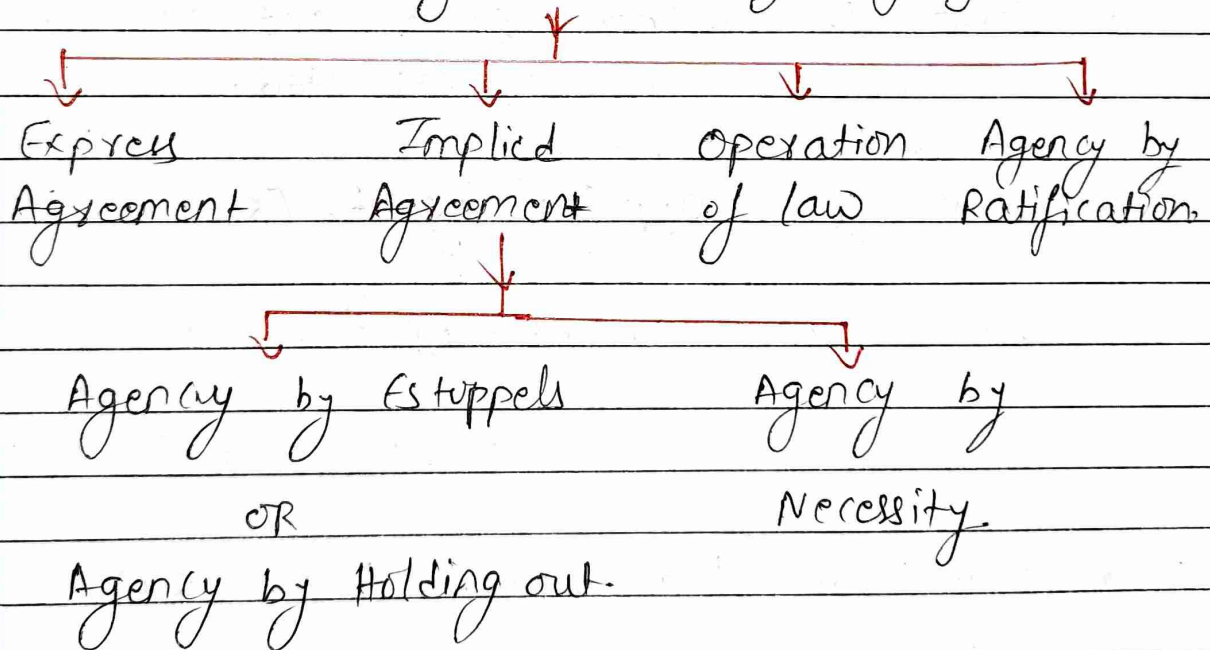 Express Implied Operation Agency by
Agreement Agreement of law Ratification.
Agency by Estoppels Agency by
OR Necessity.
Agency by Holding out.